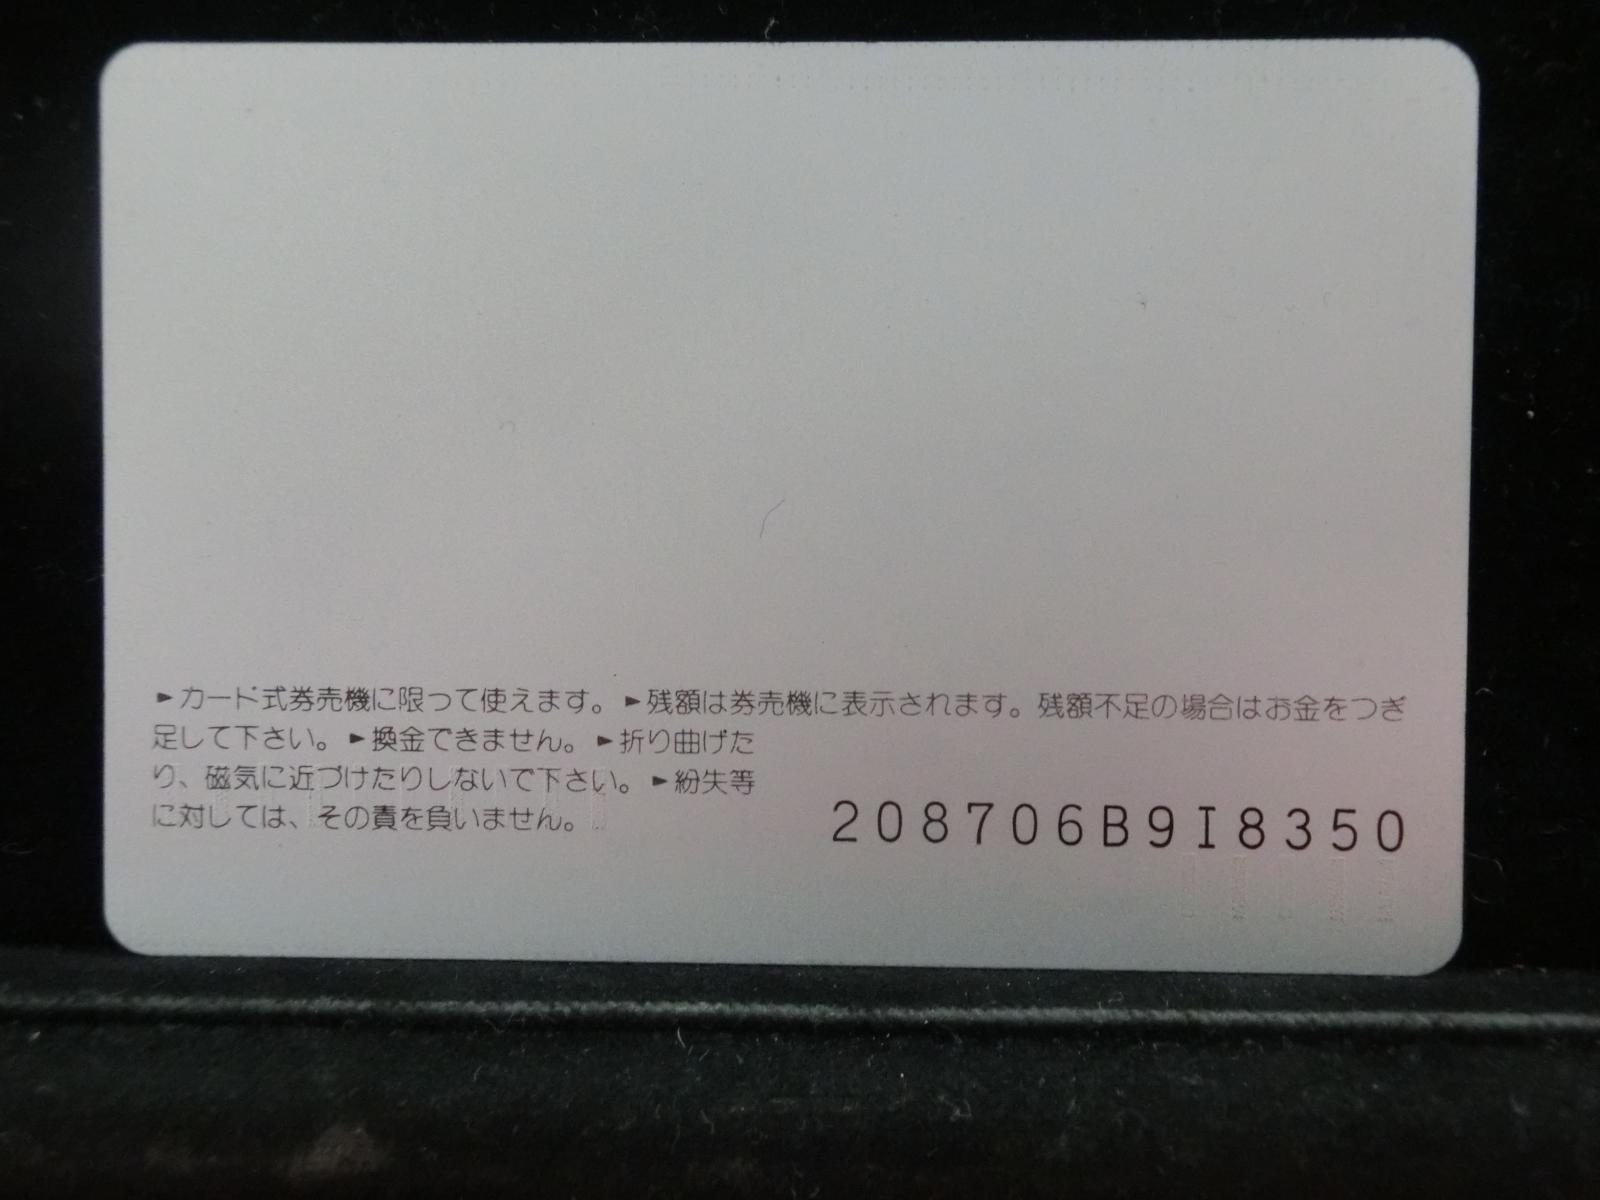 ►カード式券売機に限って使えます。►残額は券売機に表示されます。残額不足の場合はお金をつぎ
足して下さい。►換金できません。►折り曲げた
り、磁気に近づけたりしないで下さい。►紛失等
に対しては、その責を負いません。
208706B9I8350